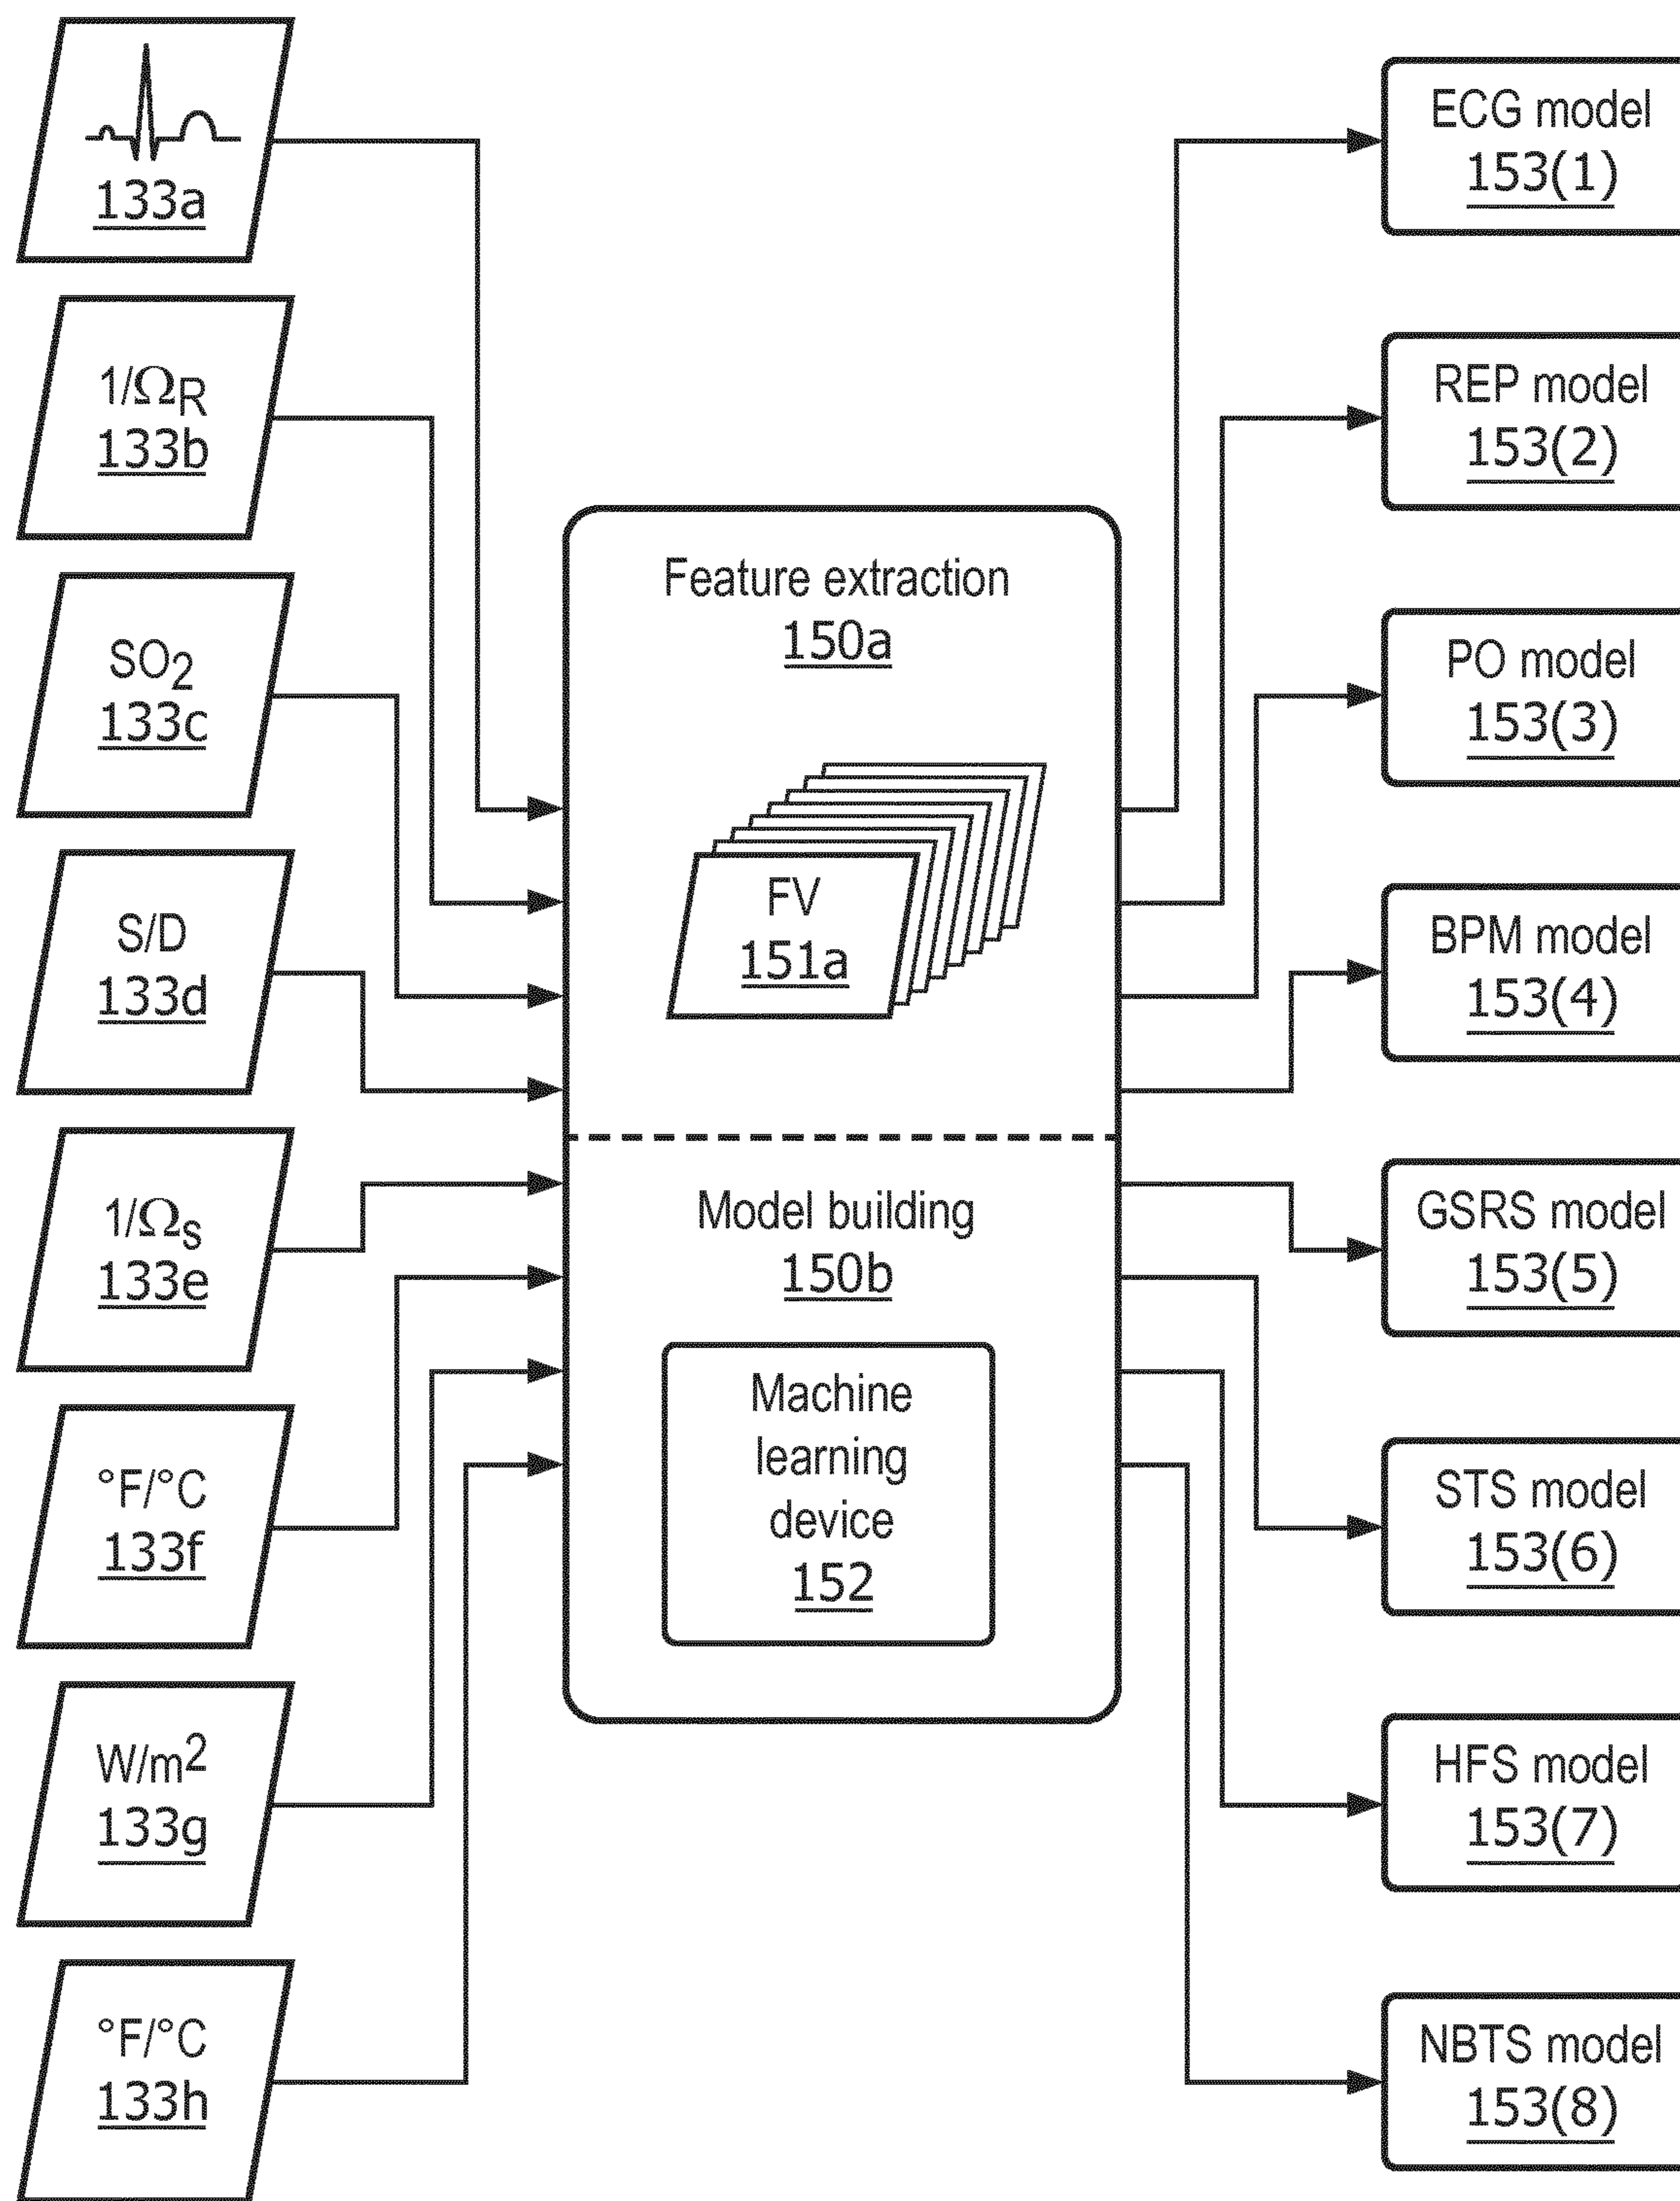 133a
1/ΩR
133b
SO2
133c
S/D
133d
1/Ωs
133e
°F/°C
133f
W/m2
133g
°F/°C
133h
Feature extraction
150a
FV
151a
Model building
150b
Machine
learning
device
152
ECG model
153(1)
REP model
153(2)
PO model
153(3)
BPM model
153(4)
GSRS model
153(5)
STS model
153(6)
HFS model
153(7)
NBTS model
153(8)